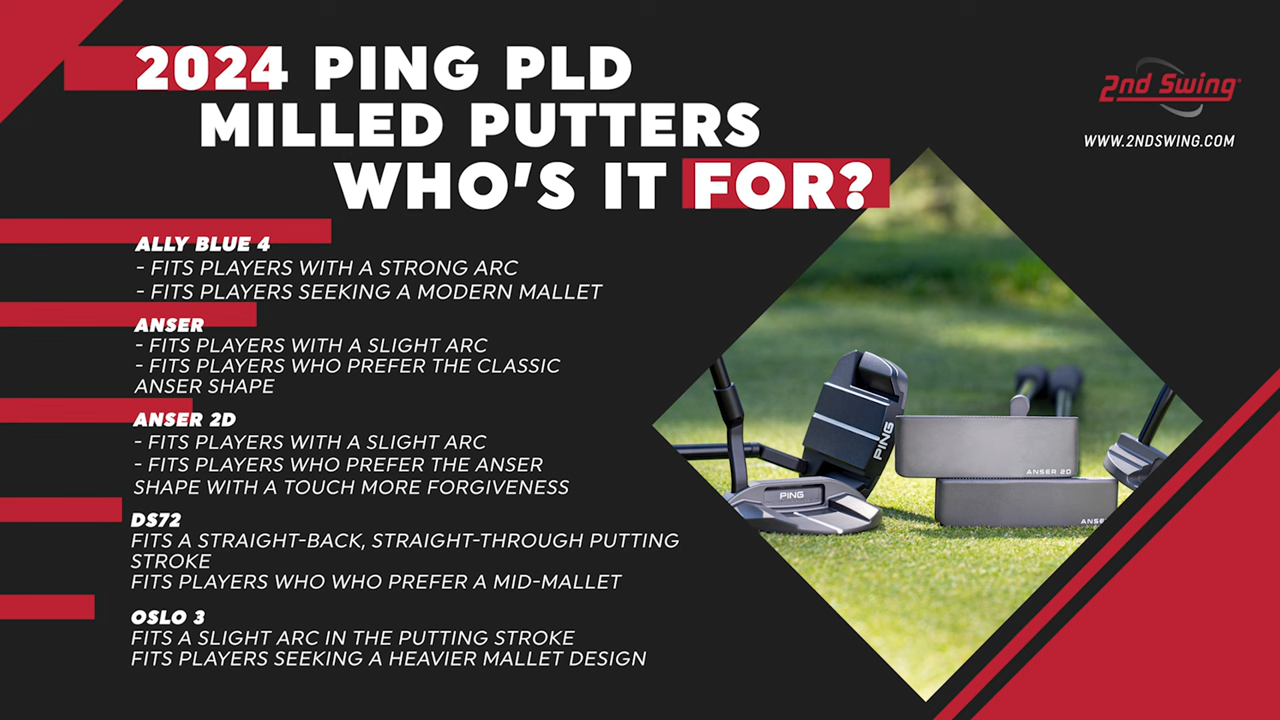 2024 PING PLD
MILLED PUTTERS
WHO'S IT FOR?
2nd Swing
WWW.2NDSWING.COM
ALLY BLUE 4
- FITS PLAYERS WITH A STRONG ARC
- FITS PLAYERS SEEKING A MODERN MALLET
ANSER
- FITS PLAYERS WITH A SLIGHT ARC
- FITS PLAYERS WHO PREFER THE CLASSIC
ANSER SHAPE
ANSER 2D
- FITS PLAYERS WITH A SLIGHT ARC
- FITS PLAYERS WHO PREFER THE ANSER
SHAPE WITH A TOUCH MORE FORGIVENESS
DS72
FITS A STRAIGHT-BACK, STRAIGHT-THROUGH PUTTING
STROKE
FITS PLAYERS WHO WHO PREFER A MID-MALLET
OSLO 3
FITS A SLIGHT ARC IN THE PUTTING STROKE
FITS PLAYERS SEEKING A HEAVIER MALLET DESIGN
PING
PING
ANSER 2D
ANSE